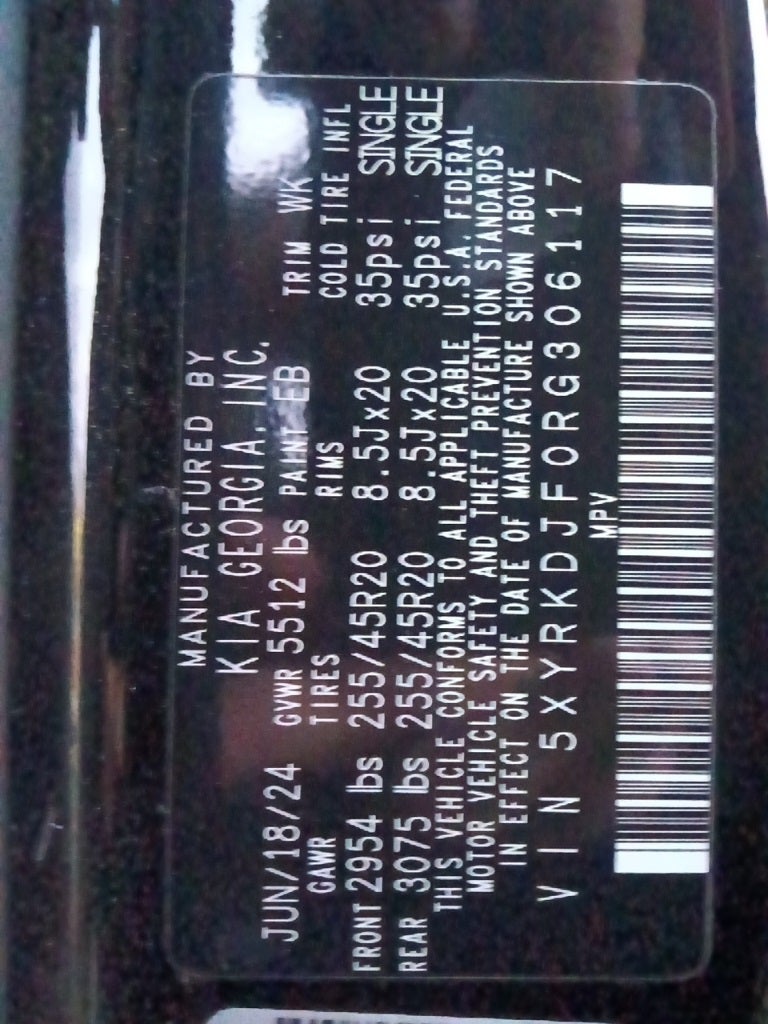 MANUFACTURED BY
KIA GEORGIA, INC.
JUN/18/24 GVWR 5512 lbs PAINT EB TRIM WK
GAWR TIRES RIMS COLD TIRE INFL
FRONT 2954 lbs 255/45R20 8.5Jx20 35psi SINGLE
REAR 3075 lbs 255/45R20 8.5Jx20 35psi SINGLE
THIS VEHICLE CONFORMS TO ALL APPLICABLE U.S.A. FEDERAL
MOTOR VEHICLE SAFETY AND THEFT PREVENTION STANDARDS
IN EFFECT ON THE DATE OF MANUFACTURE SHOWN ABOVE
VIN 5XYRKDJF0RG306117
MPV